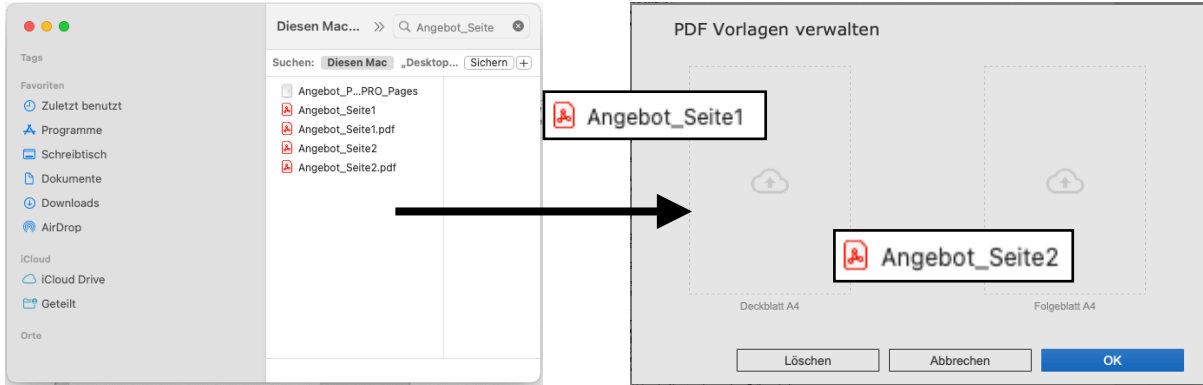 Diesen Mac... Angebot_Seite
Tags
Suchen: Diesen Mac „Desktop... Sichern +
Favoriten
Zuletzt benutzt
Programme
Schreibtisch
Dokumente
Downloads
AirDrop
iCloud
iCloud Drive
Geteilt
Orte
Angebot_P...PRO_Pages
Angebot_Seite1
Angebot_Seite1.pdf
Angebot_Seite2
Angebot_Seite2.pdf
Angebot_Seite1
PDF Vorlagen verwalten
Angebot_Seite2
Deckblatt A4
Folgeblatt A4
Löschen
Abbrechen
OK